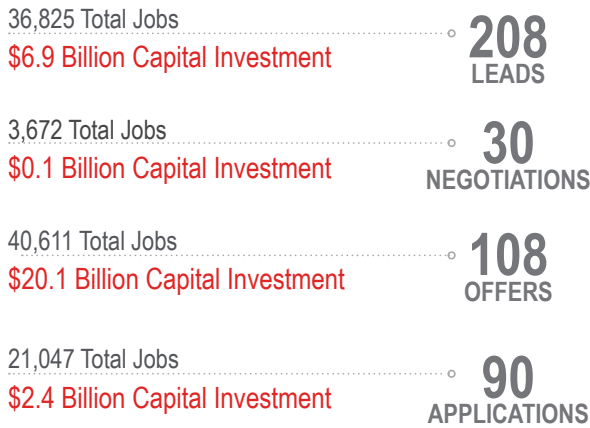 36,825 Total Jobs
$6.9 Billion Capital Investment
208
LEADS
3,672 Total Jobs
$0.1 Billion Capital Investment
30
NEGOTIATIONS
40,611 Total Jobs
$20.1 Billion Capital Investment
108
OFFERS
21,047 Total Jobs
$2.4 Billion Capital Investment
90
APPLICATIONS